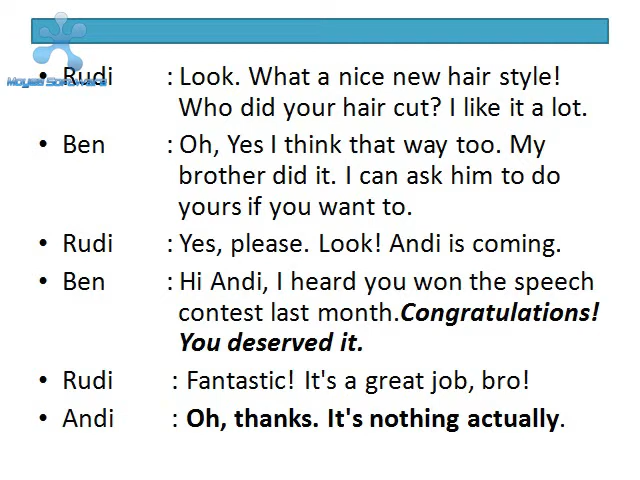 Moyea Software
• Rudi : Look. What a nice new hair style!
Who did your hair cut? I like it a lot.
• Ben : Oh, Yes I think that way too. My
brother did it. I can ask him to do
yours if you want to.
• Rudi : Yes, please. Look! Andi is coming.
• Ben : Hi Andi, I heard you won the speech
contest last month.Congratulations!
You deserved it.
• Rudi : Fantastic! It's a great job, bro!
• Andi : Oh, thanks. It's nothing actually.